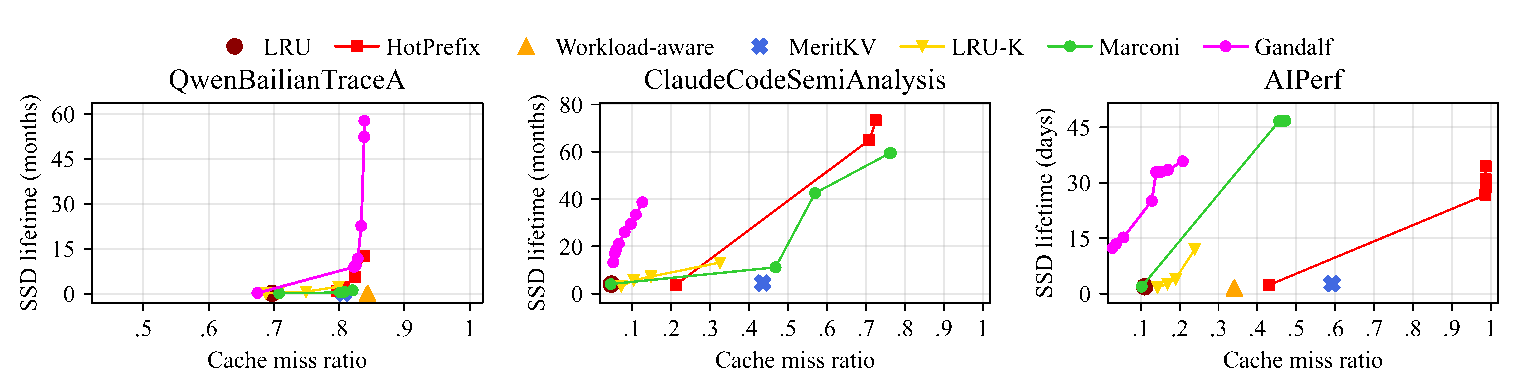 LRU HotPrefix Workload-aware MeritKV LRU-K Marconi Gandalf
QwenBailianTraceA
SSD lifetime (months)
60
45
30
15
0
.5 .6 .7 .8 .9 1
Cache miss ratio
ClaudeCodeSemiAnalysis
SSD lifetime (months)
80
60
40
20
0
.1 .2 .3 .4 .5 .6 .7 .8 .9 1
Cache miss ratio
AIPerf
SSD lifetime (days)
45
30
15
0
.1 .2 .3 .4 .5 .6 .7 .8 .9 1
Cache miss ratio